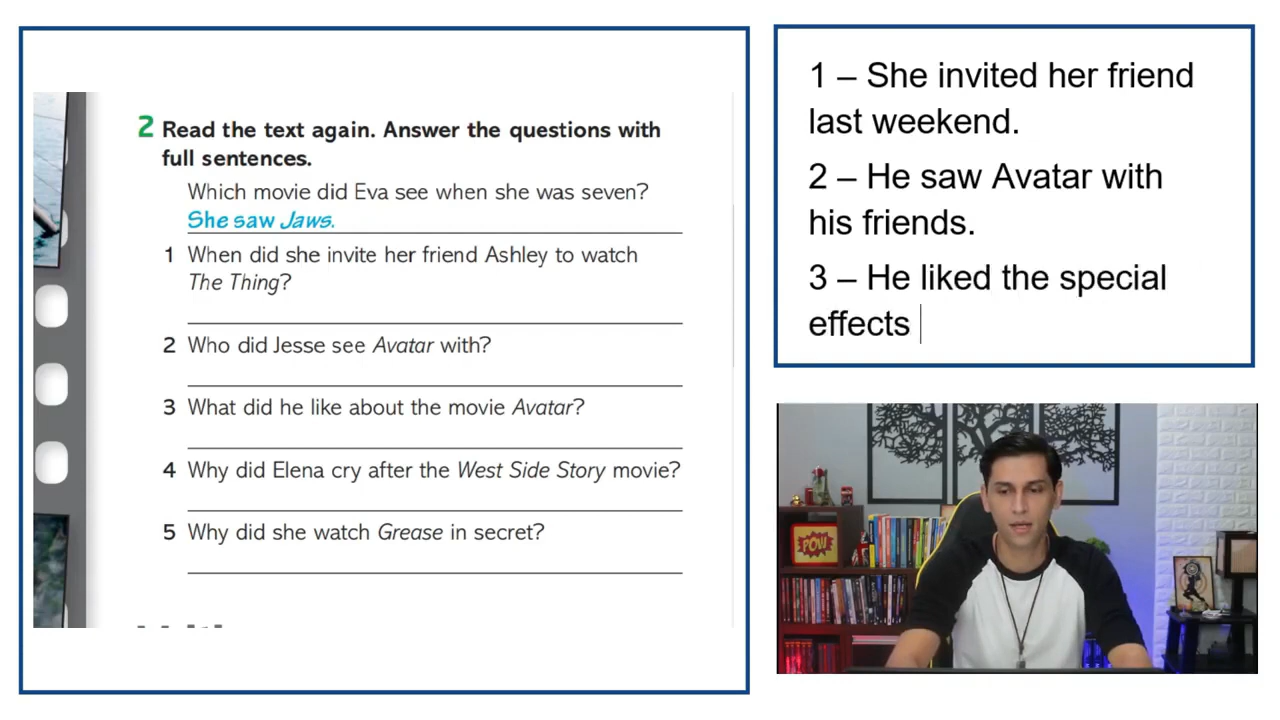 2 Read the text again. Answer the questions with
full sentences.
Which movie did Eva see when she was seven?
She saw Jaws.
1 When did she invite her friend Ashley to watch
The Thing?
2 Who did Jesse see Avatar with?
3 What did he like about the movie Avatar?
4 Why did Elena cry after the West Side Story movie?
5 Why did she watch Grease in secret?
1 – She invited her friend
last weekend.
2 – He saw Avatar with
his friends.
3 – He liked the special
effects
POW